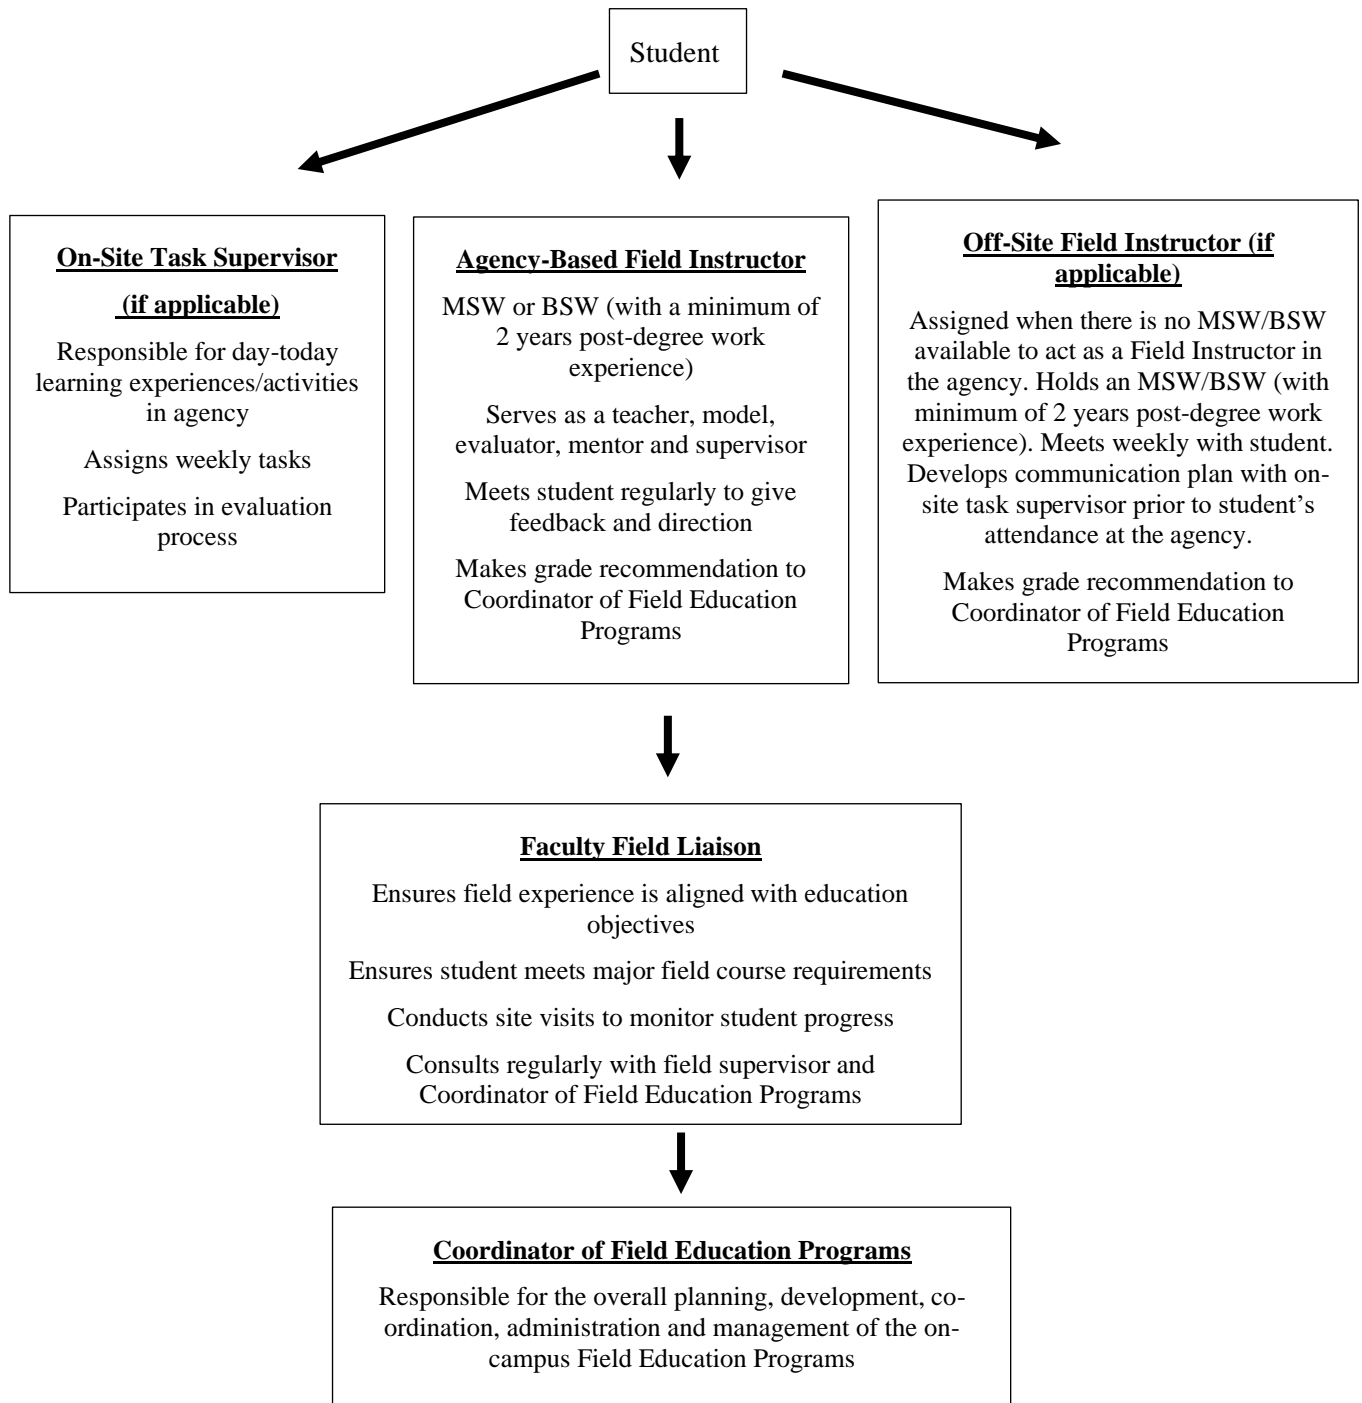 Student
On-Site Task Supervisor
(if applicable)
Responsible for day-today
learning experiences/activities
in agency
Assigns weekly tasks
Participates in evaluation
process
Agency-Based Field Instructor
MSW or BSW (with a minimum of
2 years post-degree work
experience)
Serves as a teacher, model,
evaluator, mentor and supervisor
Meets student regularly to give
feedback and direction
Makes grade recommendation to
Coordinator of Field Education
Programs
Off-Site Field Instructor (if
applicable)
Assigned when there is no MSW/BSW
available to act as a Field Instructor in
the agency. Holds an MSW/BSW (with
minimum of 2 years post-degree work
experience). Meets weekly with student.
Develops communication plan with on-
site task supervisor prior to student’s
attendance at the agency.
Makes grade recommendation to
Coordinator of Field Education
Programs
Faculty Field Liaison
Ensures field experience is aligned with education
objectives
Ensures student meets major field course requirements
Conducts site visits to monitor student progress
Consults regularly with field supervisor and
Coordinator of Field Education Programs
Coordinator of Field Education Programs
Responsible for the overall planning, development, co-
ordination, administration and management of the on-
campus Field Education Programs